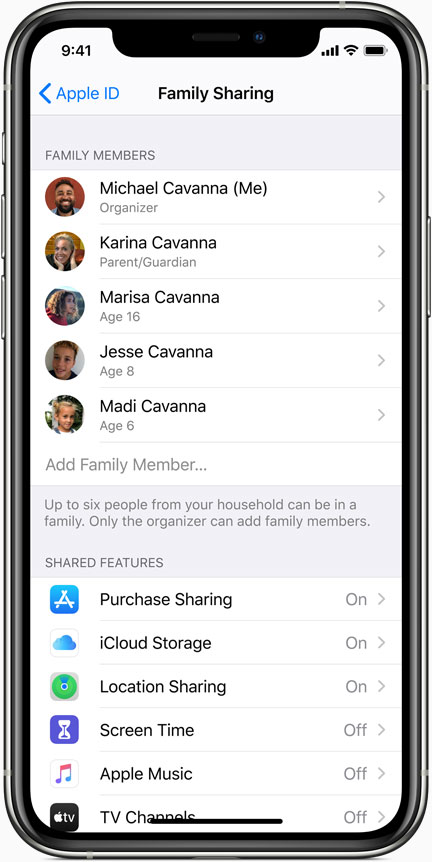 9:41
Apple ID
Family Sharing
FAMILY MEMBERS
Michael Cavanna (Me)
Organizer
Karina Cavanna
Parent/Guardian
Marisa Cavanna
Age 16
Jesse Cavanna
Age 8
Madi Cavanna
Age 6
Add Family Member...
Up to six people from your household can be in a
family. Only the organizer can add family members.
SHARED FEATURES
Purchase Sharing On
iCloud Storage On
Location Sharing On
Screen Time Off
Apple Music Off
tv TV Channels Off